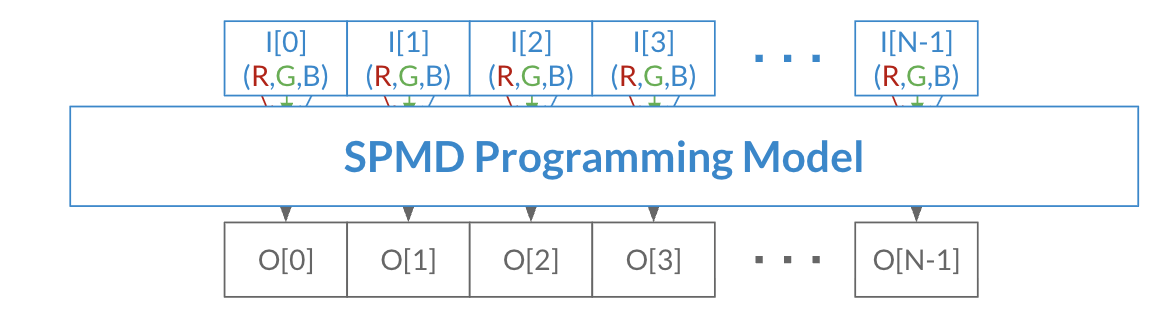 I[0] I[1] I[2] I[3] . . . I[N-1]
(R,G,B) (R,G,B) (R,G,B) (R,G,B) (R,G,B)
SPMD Programming Model
O[0] O[1] O[2] O[3] . . . O[N-1]